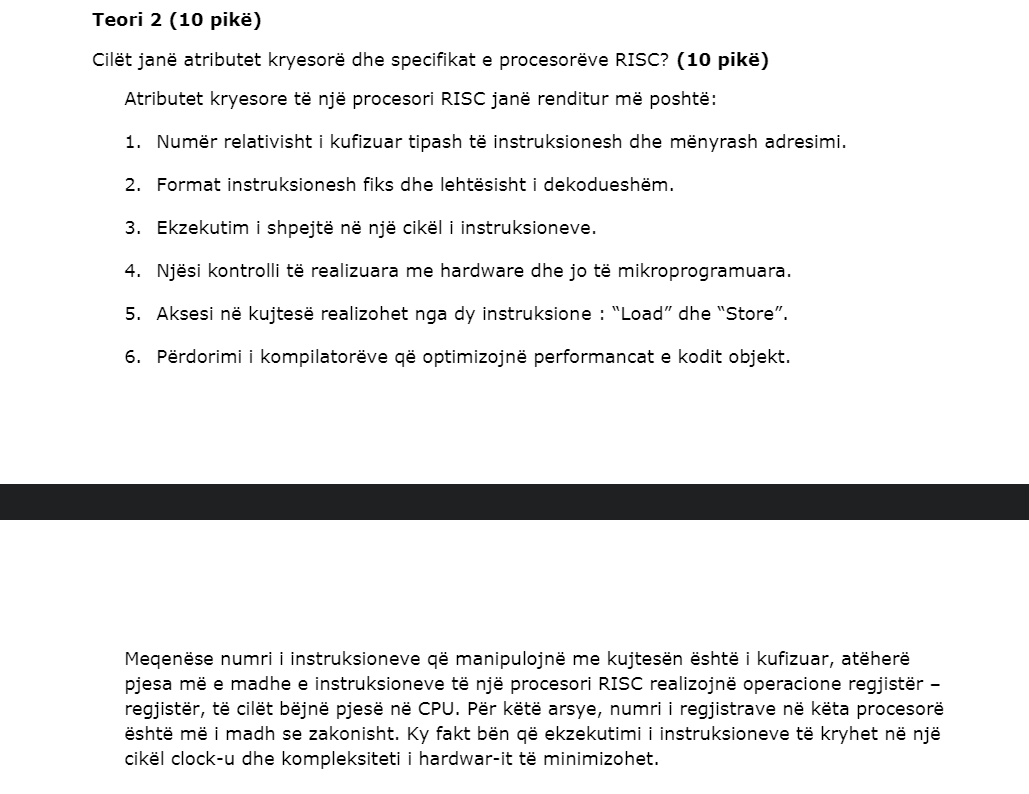 Teori 2 (10 pikë)
Cilët janë atributet kryesorë dhe specifikat e procesorëve RISC? (10 pikë)
Atributet kryesore të një procesori RISC janë renditur më poshtë:
1. Numër relativisht i kufizuar tipash të instruksionesh dhe mënyrash adresimi.
2. Format instruksionesh fiks dhe lehtësisht i dekodueshëm.
3. Ekzekutim i shpejtë në një cikël i instruksioneve.
4. Njësi kontrolli të realizuara me hardware dhe jo të mikroprogramuara.
5. Aksesi në kujtesë realizohet nga dy instruksione : “Load” dhe “Store”.
6. Përdorimi i kompilatorëve që optimizojnë performancat e kodit objekt.
Meqenëse numri i instruksioneve që manipulojnë me kujtesën është i kufizuar, atëherë
pjesa më e madhe e instruksioneve të një procesori RISC realizojnë operacione regjistër –
regjistër, të cilët bëjnë pjesë në CPU. Për këtë arsye, numri i regjistrave në këta procesorë
është më i madh se zakonisht. Ky fakt bën që ekzekutimi i instruksioneve të kryhet në një
cikël clock-u dhe kompleksiteti i hardwar-it të minimizohet.